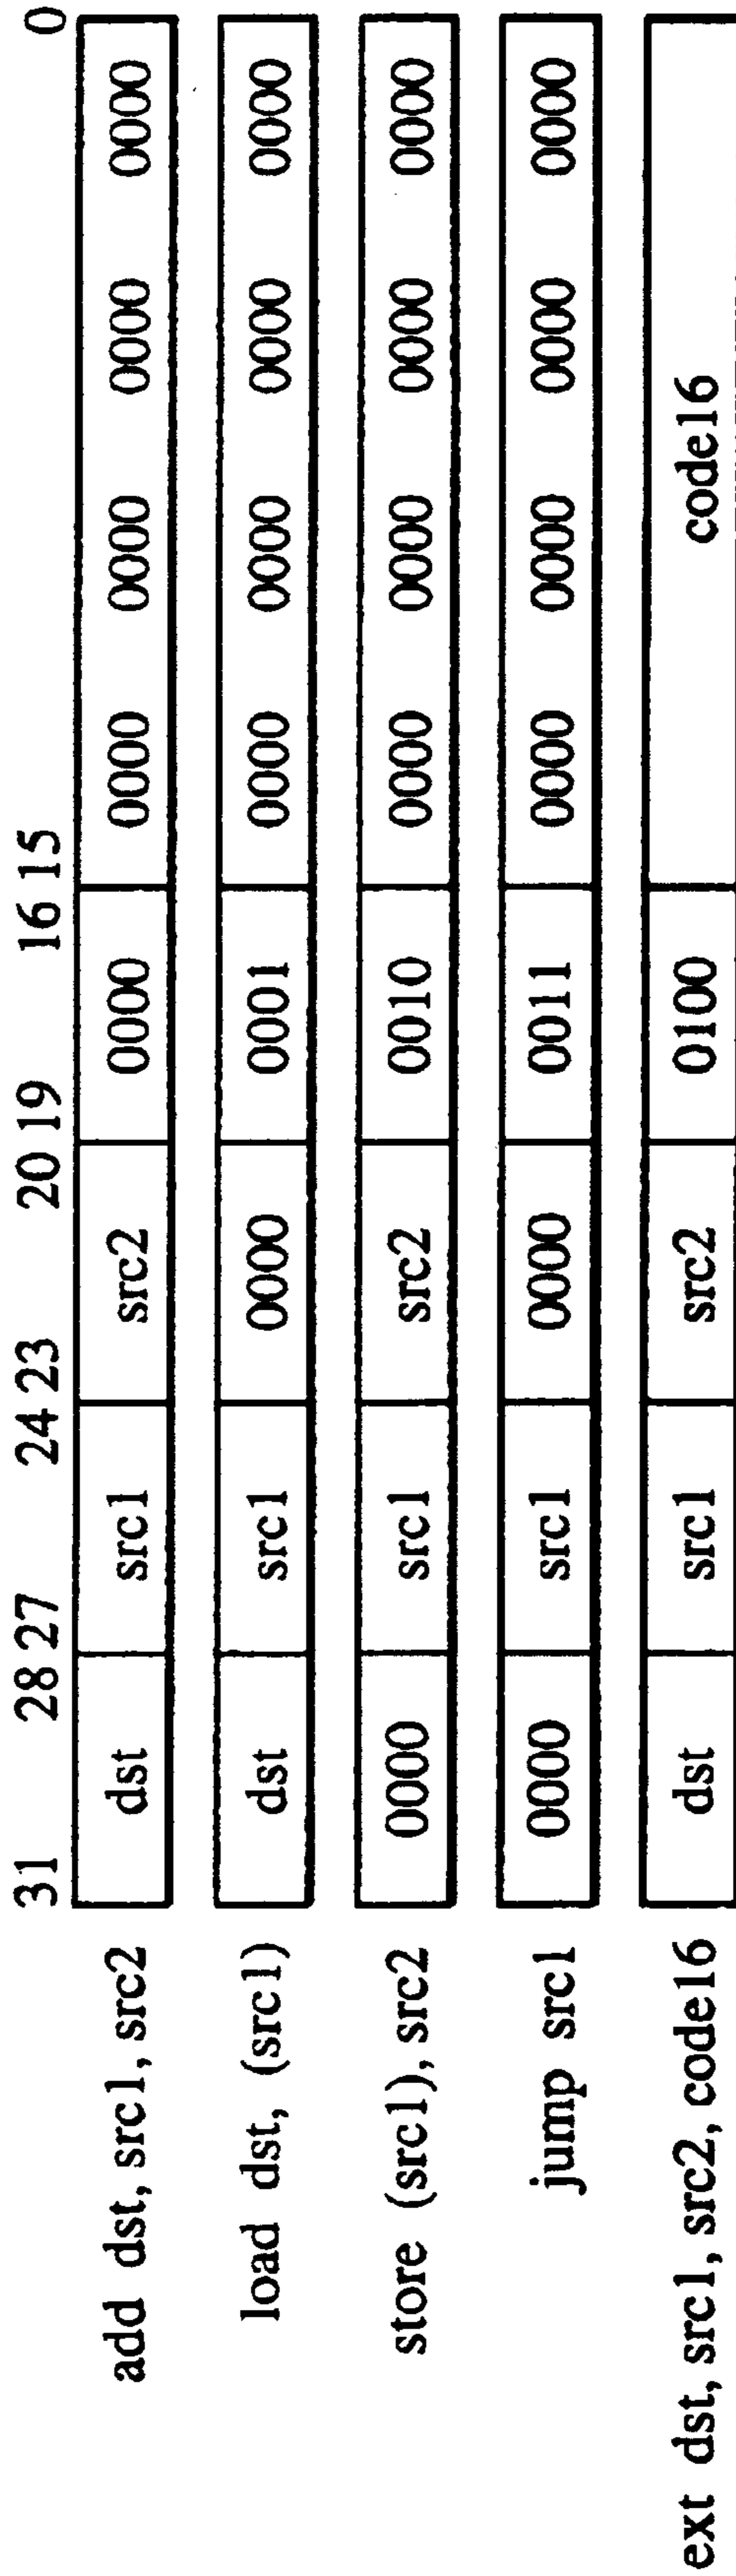 31 28 27 24 23 20 19 16 15 0
add dst, src1, src2 dst src1 src2 0000 0000 0000 0000 0000
load dst, (src1) dst src1 0000 0001 0000 0000 0000 0000
store (src1), src2 0000 src1 src2 0010 0000 0000 0000 0000
jump src1 0000 src1 0000 0011 0000 0000 0000 0000
ext dst, src1, src2, code16 dst src1 src2 0100 code16